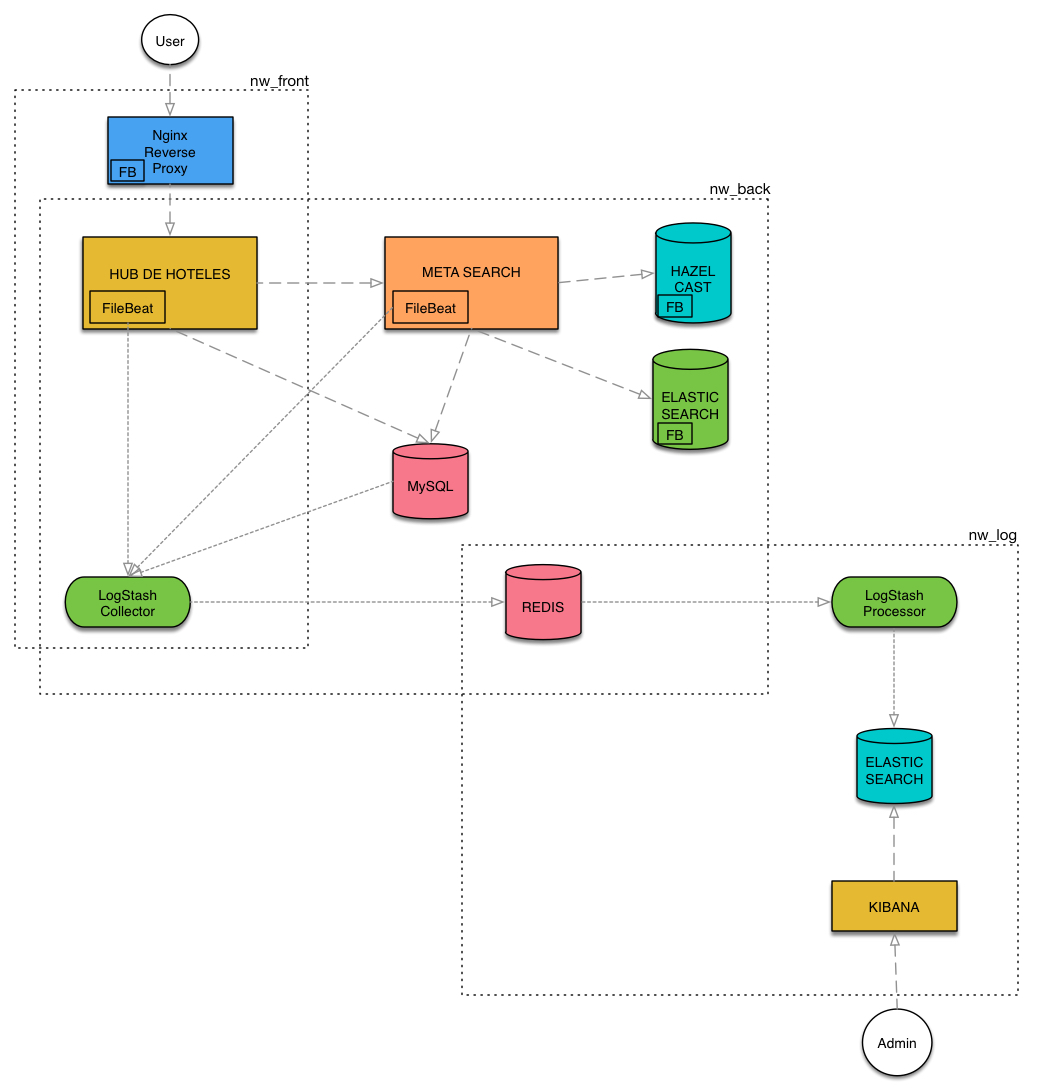 User
nw_front
Nginx
Reverse
Proxy
FB
nw_back
HUB DE HOTELES
FileBeat
META SEARCH
FileBeat
HAZEL
CAST
FB
ELASTIC
SEARCH
FB
MySQL
nw_log
LogStash
Collector
REDIS
LogStash
Processor
ELASTIC
SEARCH
KIBANA
Admin